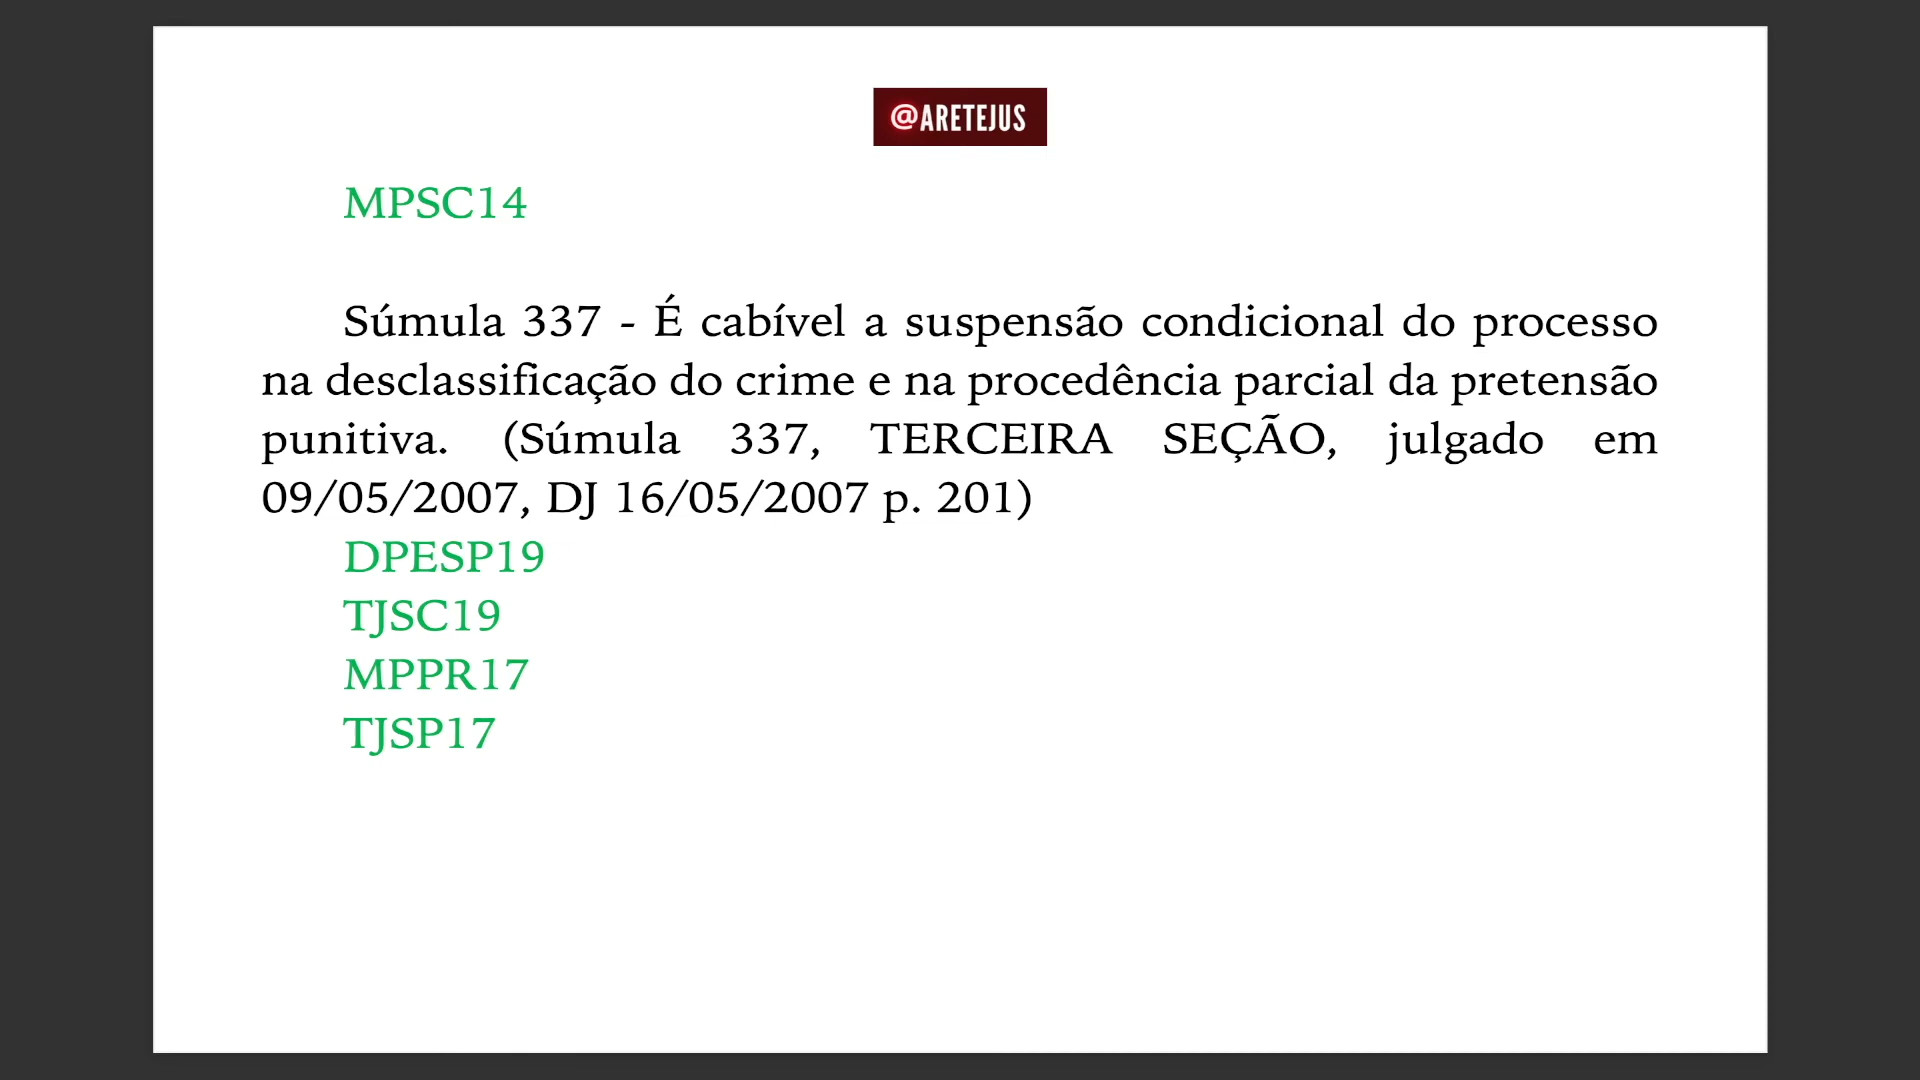 @ARETEJUS
MPSC14
Súmula 337 - É cabível a suspensão condicional do processo
na desclassificação do crime e na procedência parcial da pretensão
punitiva. (Súmula 337, TERCEIRA SEÇÃO, julgado em
09/05/2007, DJ 16/05/2007 p. 201)
DPESP19
TJSC19
MPPR17
TJSP17